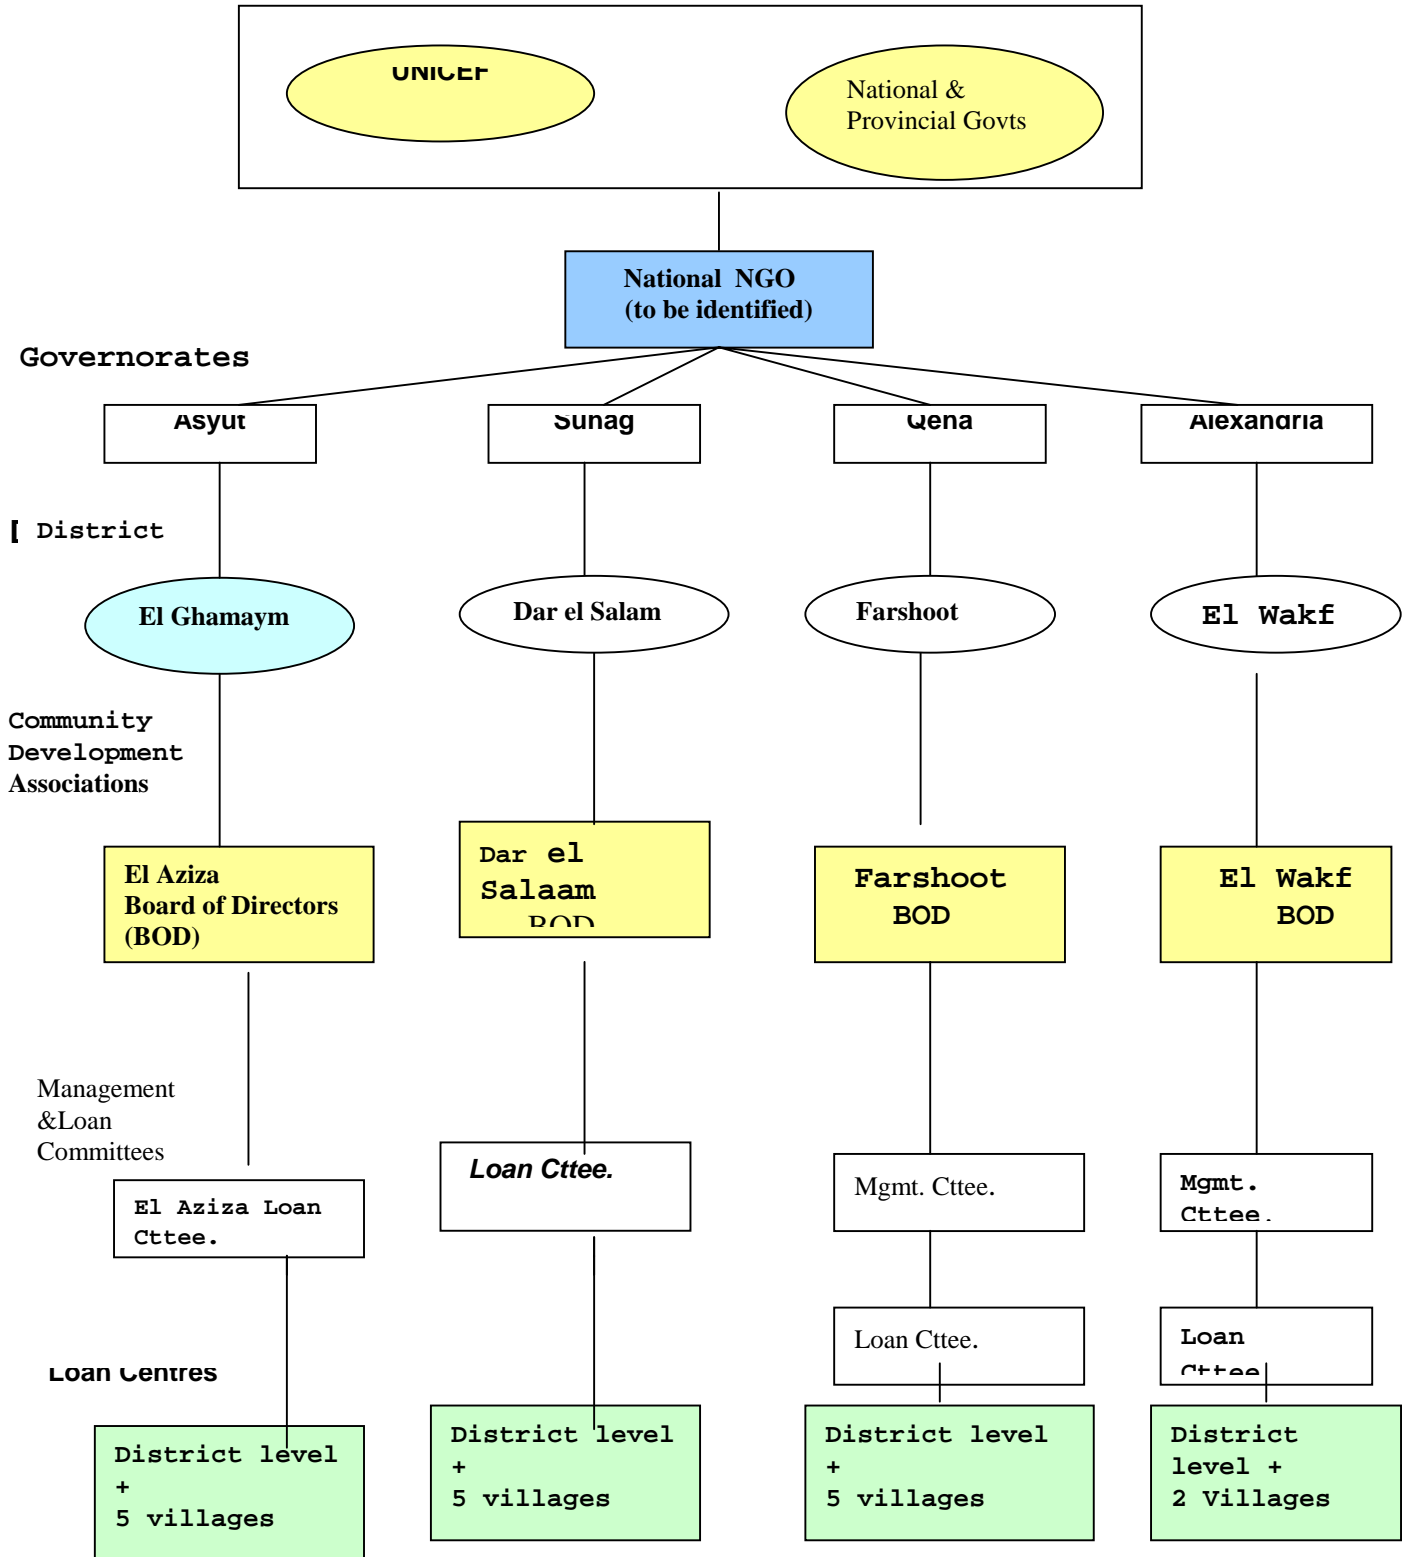 UNICEF
National &
Provincial Govts
National NGO
(to be identified)
Governorates
Asyut
Suhag
Qena
Alexandria
[ District
El Ghamaym
Dar el Salam
Farshoot
El Wakf
Community
Development
Associations
El Aziza
Board of Directors
(BOD)
Dar el
Salaam
BOD
Farshoot
BOD
El Wakf
BOD
Management
&Loan
Committees
El Aziza Loan
Cttee.
Loan Cttee.
Mgmt. Cttee.
Mgmt.
Cttee.
Loan Cttee.
Loan
Cttee
Loan Centres
District level
+
5 villages
District level
+
5 villages
District level
+
5 villages
District
level +
2 Villages